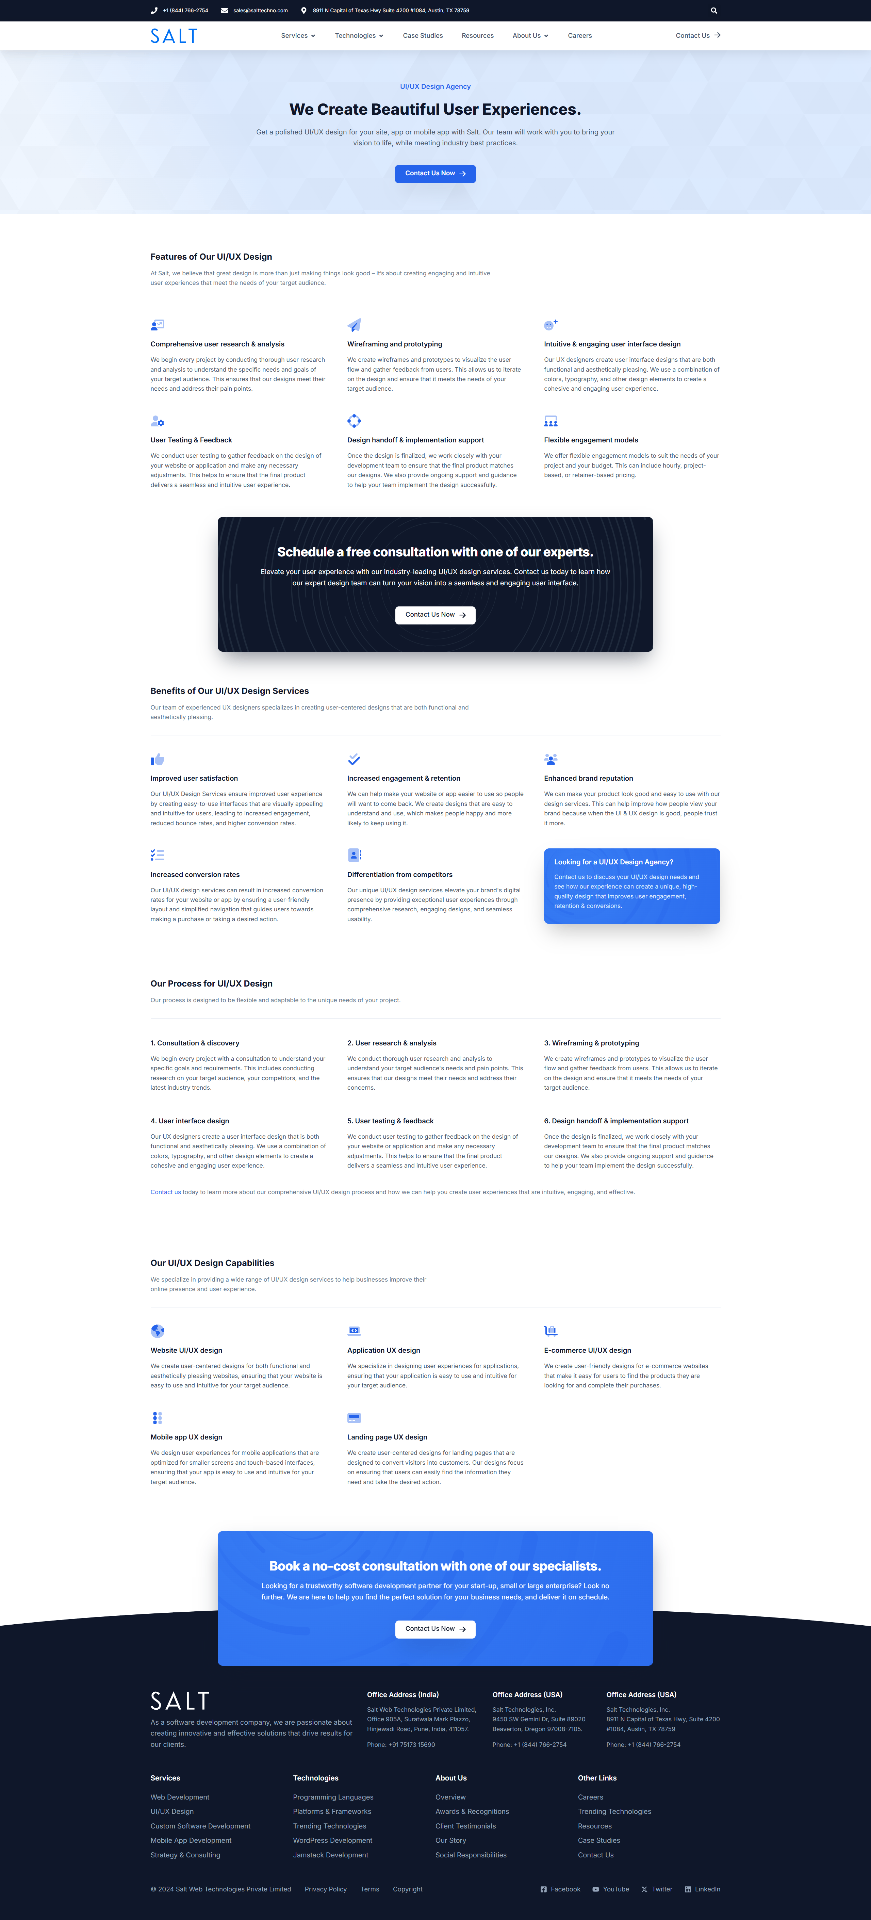 +1 (844) 766-2754 sales@salttechno.com 8911 N Capital of Texas Hwy Suite 4200 #1084, Austin, TX 78759
SALT Services Technologies Case Studies Resources About Us Careers Contact Us
UI/UX Design Agency
We Create Beautiful User Experiences.
Get a polished UI/UX design for your site, app or mobile app with Salt. Our team will work with you to bring your
vision to life, while meeting industry best practices.
Contact Us Now
Features of Our UI/UX Design
At Salt, we believe that great design is more than just making things look good – it's about creating engaging and intuitive
user experiences that meet the needs of your target audience.
Comprehensive user research & analysis
We begin every project by conducting thorough user research
and analysis to understand the specific needs and goals of
your target audience. This ensures that our designs meet their
needs and address their pain points.
Wireframing and prototyping
We create wireframes and prototypes to visualize the user
flow and gather feedback from users. This allows us to iterate
on the design and ensure that it meets the needs of your
target audience.
Intuitive & engaging user interface design
Our UX designers create user interface designs that are both
functional and aesthetically pleasing. We use a combination of
colors, typography, and other design elements to create a
cohesive and engaging user experience.
User Testing & Feedback
We conduct user testing to gather feedback on the design of
your website or application and make any necessary
adjustments. This helps to ensure that the final product
delivers a seamless and intuitive user experience.
Design handoff & implementation support
Once the design is finalized, we work closely with your
development team to ensure that the final product matches
our designs. We also provide ongoing support and guidance
to help your team implement the design successfully.
Flexible engagement models
We offer flexible engagement models to suit the needs of your
project and your budget. This can include hourly, project-
based, or retainer-based pricing.
Schedule a free consultation with one of our experts.
Elevate your user experience with our industry-leading UI/UX design services. Contact us today to learn how
our expert design team can turn your vision into a seamless and engaging user interface.
Contact Us Now
Benefits of Our UI/UX Design Services
Our team of experienced UX designers specializes in creating user-centered designs that are both functional and
aesthetically pleasing.
Improved user satisfaction
Our UI/UX Design Services ensure improved user experience
by creating easy-to-use interfaces that are visually appealing
and intuitive for users, leading to increased engagement,
reduced bounce rates, and higher conversion rates.
Increased engagement & retention
We can help make your website or app easier to use so people
will want to come back. We create designs that are easy to
understand and use, which makes people happy and more
likely to keep using it.
Enhanced brand reputation
We can make your product look good and easy to use with our
design services. This can help improve how people view your
brand because when the UI & UX design is good, people trust
it more.
Increased conversion rates
Our UI/UX design services can result in increased conversion
rates for your website or app by ensuring a user-friendly
layout and simplified navigation that guides users towards
making a purchase or taking a desired action.
Differentiation from competitors
Our unique UI/UX design services elevate your brand's digital
presence by providing exceptional user experiences through
comprehensive research, engaging designs, and seamless
usability.
Looking for a UI/UX Design Agency?
Contact us to discuss your UI/UX design needs and
see how our experience can create a unique, high-
quality design that improves user engagement,
retention & conversions.
Our Process for UI/UX Design
Our process is designed to be flexible and adaptable to the unique needs of your project.
1. Consultation & discovery
We begin every project with a consultation to understand your
specific goals and requirements. This includes conducting
research on your target audience, your competitors, and the
latest industry trends.
2. User research & analysis
We conduct thorough user research and analysis to
understand your target audience's needs and pain points. This
ensures that our designs meet their needs and address their
concerns.
3. Wireframing & prototyping
We create wireframes and prototypes to visualize the user
flow and gather feedback from users. This allows us to iterate
on the design and ensure that it meets the needs of your
target audience.
4. User interface design
Our UX designers create a user interface design that is both
functional and aesthetically pleasing. We use a combination of
colors, typography, and other design elements to create a
cohesive and engaging user experience.
5. User testing & feedback
We conduct user testing to gather feedback on the design of
your website or application and make any necessary
adjustments. This helps to ensure that the final product
delivers a seamless and intuitive user experience.
6. Design handoff & implementation support
Once the design is finalized, we work closely with your
development team to ensure that the final product matches
our designs. We also provide ongoing support and guidance
to help your team implement the design successfully.
Contact us today to learn more about our comprehensive UI/UX design process and how we can help you create user experiences that are intuitive, engaging, and effective.
Our UI/UX Design Capabilities
We specialize in providing a wide range of UI/UX design services to help businesses improve their
online presence and user experience.
Website UI/UX design
We create user-centered designs for both functional and
aesthetically pleasing websites, ensuring that your website is
easy to use and intuitive for your target audience.
Application UX design
We specialize in designing user experiences for applications,
ensuring that your application is easy to use and intuitive for
your target audience.
E-commerce UI/UX design
We create user-friendly designs for e-commerce websites
that make it easy for users to find the products they are
looking for and complete their purchases.
Mobile app UX design
We design user experiences for mobile applications that are
optimized for smaller screens and touch-based interfaces,
ensuring that your app is easy to use and intuitive for your
target audience.
Landing page UX design
We create user-centered designs for landing pages that are
designed to convert visitors into customers. Our designs focus
on ensuring that users can easily find the information they
need and take the desired action.
Book a no-cost consultation with one of our specialists.
Looking for a trustworthy software development partner for your start-up, small or large enterprise? Look no
further. We are here to help you find the perfect solution for your business needs, and deliver it on schedule.
Contact Us Now
SALT
As a software development company, we are passionate about
creating innovative and effective solutions that drive results for
our clients.
Office Address (India)
Salt Web Technologies Private Limited,
Office 905A, Suratwala Mark Plazzo,
Hinjewadi Road, Pune, India, 411057.
Phone: +91 75173 15690
Office Address (USA)
Salt Technologies, Inc.
9450 SW Gemini Dr, Suite 89020
Beaverton, Oregon 97008-7105.
Phone: +1 (844) 766-2754
Office Address (USA)
Salt Technologies, Inc.
8911 N Capital of Texas Hwy, Suite 4200
#1084, Austin, TX 78759
Phone: +1 (844) 766-2754
Services
Web Development
UI/UX Design
Custom Software Development
Mobile App Development
Strategy & Consulting
Technologies
Programming Languages
Platforms & Frameworks
Trending Technologies
WordPress Development
Jamstack Development
About Us
Overview
Awards & Recognitions
Client Testimonials
Our Story
Social Responsibilities
Other Links
Careers
Trending Technologies
Resources
Case Studies
Contact Us
© 2024 Salt Web Technologies Private Limited Privacy Policy Terms Copyright Facebook YouTube Twitter LinkedIn